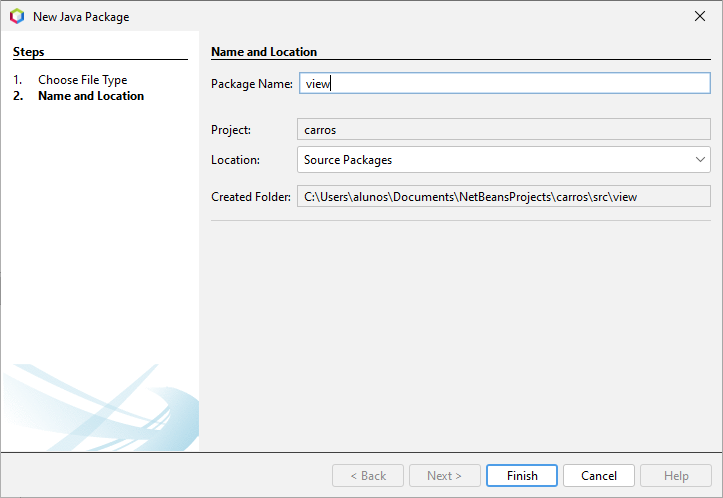 New Java Package
Steps
1. Choose File Type
2. Name and Location
Name and Location
Package Name: view
Project: carros
Location: Source Packages
Created Folder: C:\Users\alunos\Documents\NetBeansProjects\carros\src\view
< Back Next > Finish Cancel Help